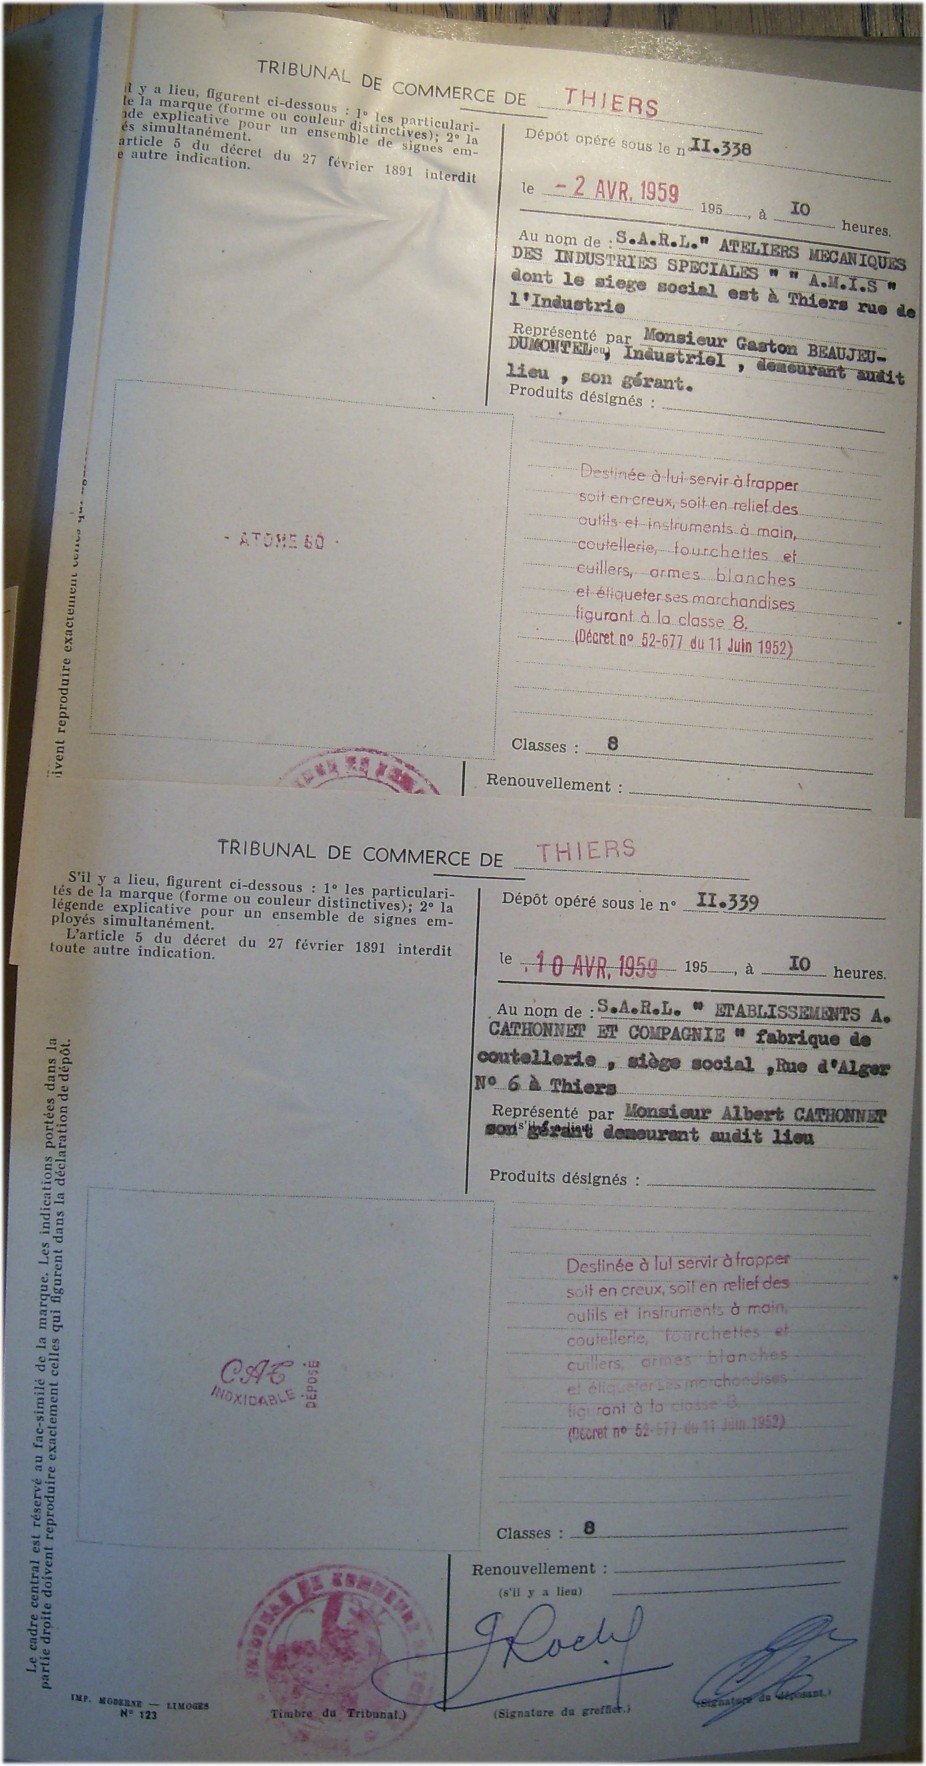 TRIBUNAL DE COMMERCE DE THIERS
il y a lieu, figurent ci-dessous : 1° les particulari-
de la marque (forme ou couleur distinctives); 2° la
nde explicative pour un ensemble de signes em-
és simultanément.
article 5 du décret du 27 février 1891 interdit
e autre indication.
Dépôt opéré sous le n° II.338
le - 2 AVR. 1959 195 , à IO heures.
Au nom de : S.A.R.L." ATELIERS MECANIQUES
DES INDUSTRIES SPECIALES " " A.M.I.S "
dont le siege social est à Thiers rue de
l'Industrie
Représenté par Monsieur Gaston BEAUJEU-
DUMONTEL, Industriel , demeurant audit
lieu , son gérant.
Produits désignés :
- ATOME 60 -
Destinée à lui servir à frapper
soit en creux, soit en relief des
outils et instruments à main,
coutellerie, fourchettes et
cuillers, armes blanches
et étiqueter ses marchandises
figurant à la classe 8.
(Décret n° 52-677 du 11 Juin 1952)
Classes : 8
Renouvellement :
ivent reproduire exactement celles qui
TRIBUNAL DE COMMERCE DE THIERS
S'il y a lieu, figurent ci-dessous : 1° les particulari-
tés de la marque (forme ou couleur distinctives); 2° la
légende explicative pour un ensemble de signes em-
ployés simultanément.
L'article 5 du décret du 27 février 1891 interdit
toute autre indication.
Dépôt opéré sous le n° II.339
le 10 AVR. 1959 195 , à IO heures.
Au nom de : S.A.R.L. " ETABLISSEMENTS A.
CATHONNET ET COMPAGNIE " fabrique de
coutellerie , siège social ,Rue d'Alger
N° 6 à Thiers
Représenté par Monsieur Albert CATHONNET
son gérant demeurant audit lieu
Produits désignés :
CAT
INOXIDABLE
DÉPOSÉ
Destinée à lui servir à frapper
soit en creux, soit en relief des
outils et instruments à main,
coutellerie, fourchettes et
cuillers, armes blanches
et étiqueter ses marchandises
figurant à la classe 8.
(Décret n° 52-677 du 11 Juin 1952)
Classes : 8
Renouvellement :
(s'il y a lieu)
Le cadre central est réservé au fac-similé de la marque. Les indications portées dans la
partie droite doivent reproduire exactement celles qui figurent dans la déclaration de dépôt.
TRIBUNAL DE COMMERCE
IMP. MODERNE — LIMOGES
N° 123
Timbre du Tribunal.)
(Signature du greffier.)
(Signature du déposant.)